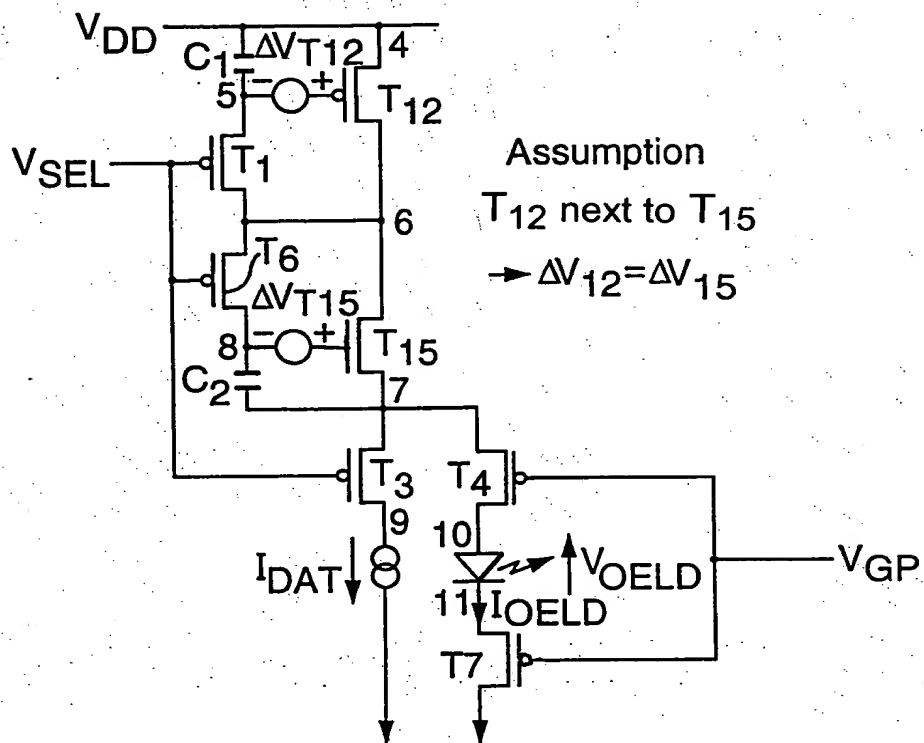 V_DD
4
C_1
ΔV_T12
5
−
+
T_12
V_SEL
T_1
Assumption
T_12 next to T_15
→ ΔV_12=ΔV_15
6
T_6
ΔV_T15
8
−
+
T_15
C_2
7
T_3
T_4
9
10
I_DAT
V_OELD
V_GP
11
I_OELD
T7